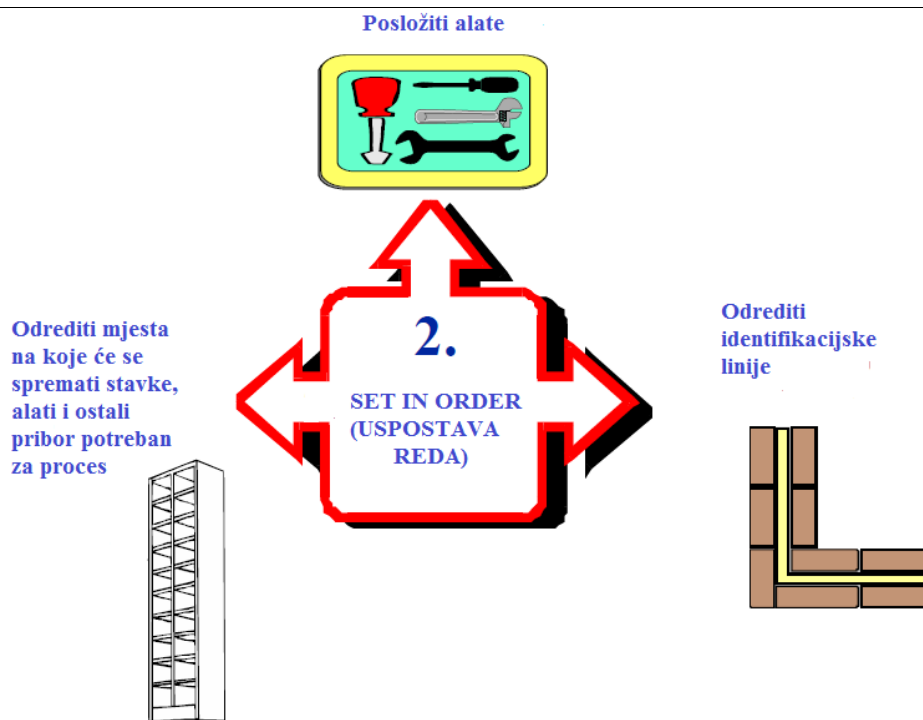 Posložiti alate
Odrediti mjesta
na koje će se
spremati stavke,
alati i ostali
pribor potreban
za proces
2.
SET IN ORDER
(USPOSTAVA
REDA)
Odrediti
identifikacijske
linije